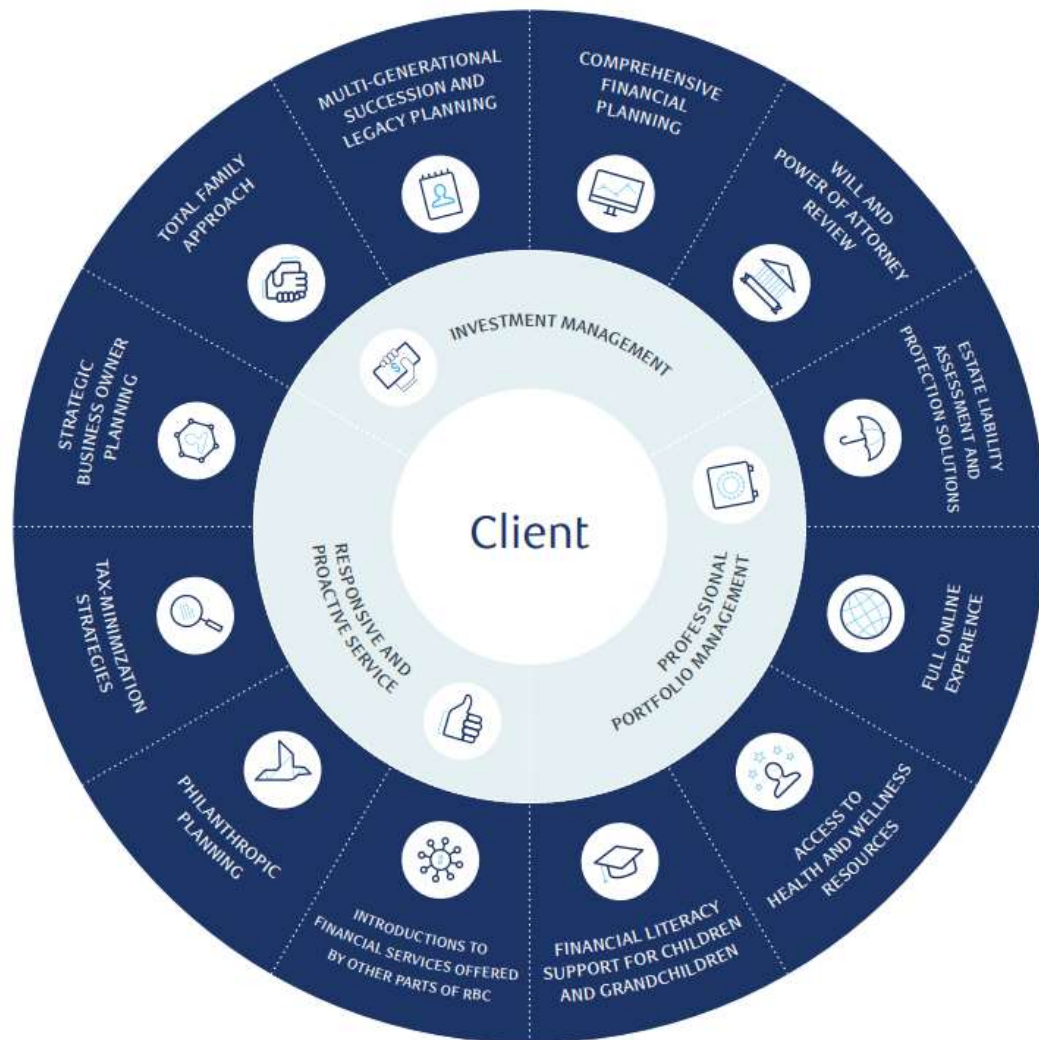 COMPREHENSIVE
FINANCIAL
PLANNING
WILL AND
POWER OF ATTORNEY
REVIEW
ESTATE LIABILITY
ASSESSMENT AND
PROTECTION SOLUTIONS
FULL ONLINE
EXPERIENCE
ACCESS TO
HEALTH AND WELLNESS
RESOURCES
FINANCIAL LITERACY
SUPPORT FOR CHILDREN
AND GRANDCHILDREN
INTRODUCTIONS TO
FINANCIAL SERVICES OFFERED
BY OTHER PARTS OF RBC
PHILANTHROPIC
PLANNING
TAX-MINIMIZATION
STRATEGIES
STRATEGIC
BUSINESS OWNER
PLANNING
TOTAL FAMILY
APPROACH
MULTI-GENERATIONAL
SUCCESSION AND
LEGACY PLANNING
INVESTMENT MANAGEMENT
PROFESSIONAL
PORTFOLIO MANAGEMENT
RESPONSIVE AND
PROACTIVE SERVICE
Client
$